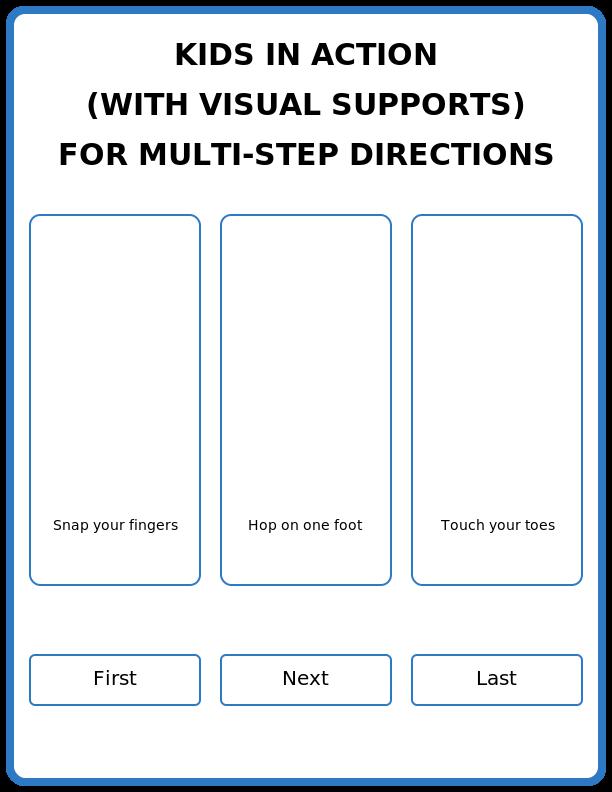 KIDS IN ACTION
(WITH VISUAL SUPPORTS)
FOR MULTI-STEP DIRECTIONS
Snap your fingers
Hop on one foot
Touch your toes
First
Next
Last